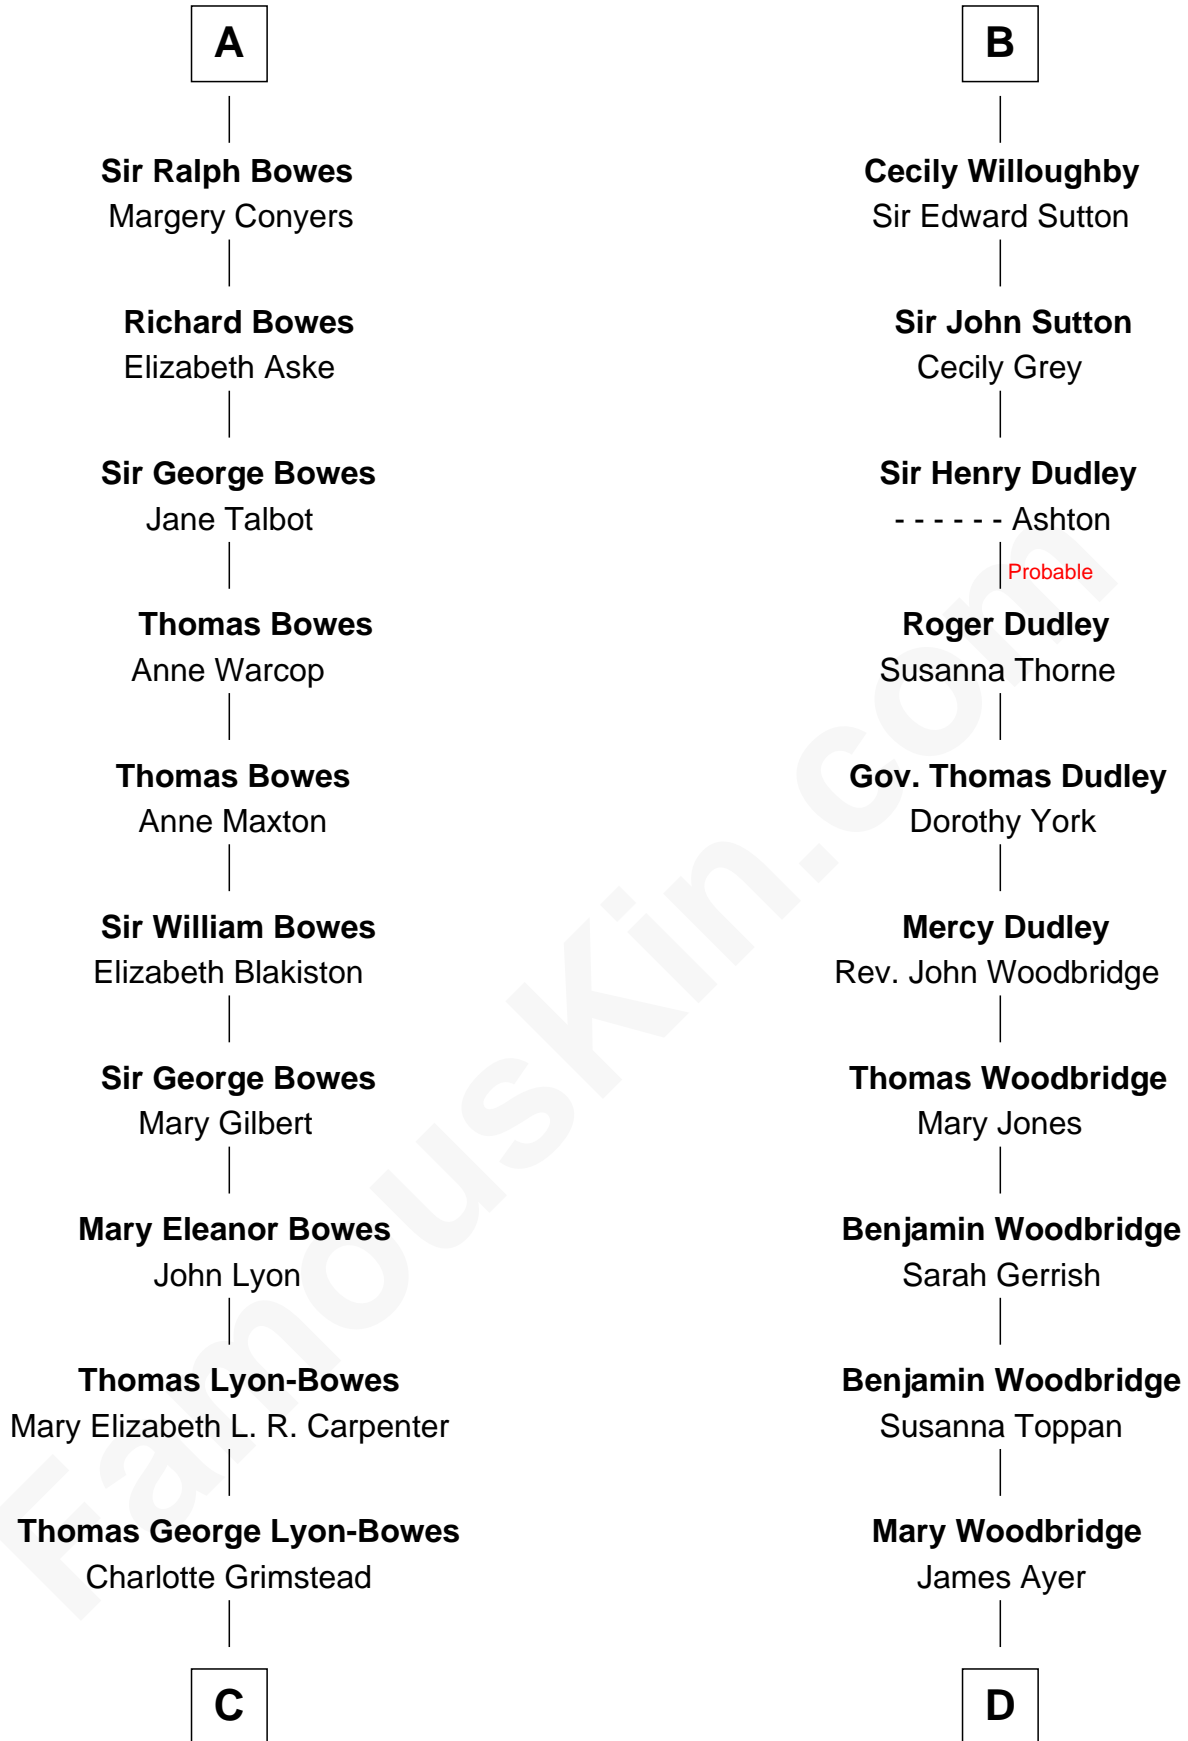 A
Sir Ralph Bowes
Margery Conyers
Richard Bowes
Elizabeth Aske
Sir George Bowes
Jane Talbot
Thomas Bowes
Anne Warcop
Thomas Bowes
Anne Maxton
Sir William Bowes
Elizabeth Blakiston
Sir George Bowes
Mary Gilbert
Mary Eleanor Bowes
John Lyon
Thomas Lyon-Bowes
Mary Elizabeth L. R. Carpenter
Thomas George Lyon-Bowes
Charlotte Grimstead
C
B
Cecily Willoughby
Sir Edward Sutton
Sir John Sutton
Cecily Grey
Sir Henry Dudley
- - - - - - Ashton
Probable
Roger Dudley
Susanna Thorne
Gov. Thomas Dudley
Dorothy York
Mercy Dudley
Rev. John Woodbridge
Thomas Woodbridge
Mary Jones
Benjamin Woodbridge
Sarah Gerrish
Benjamin Woodbridge
Susanna Toppan
Mary Woodbridge
James Ayer
D
FamousKin.com